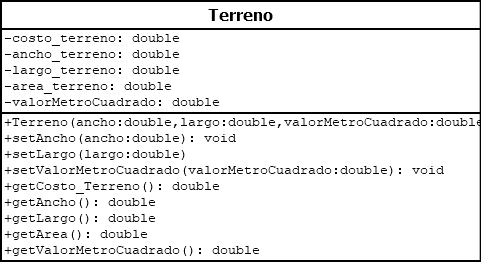 Terreno
-costo_terreno: double
-ancho_terreno: double
-largo_terreno: double
-area_terreno: double
-valorMetroCuadrado: double
+Terreno(ancho:double,largo:double,valorMetroCuadrado:double
+setAncho(ancho:double): void
+setLargo(largo:double)
+setValorMetroCuadrado(valorMetroCuadrado:double): void
+getCosto_Terreno(): double
+getAncho(): double
+getLargo(): double
+getArea(): double
+getValorMetroCuadrado(): double